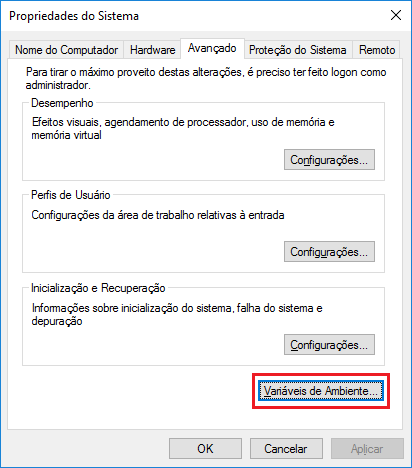 Propriedades do Sistema
Nome do Computador Hardware Avançado Proteção do Sistema Remoto
Para tirar o máximo proveito destas alterações, é preciso ter feito logon como
administrador.
Desempenho
Efeitos visuais, agendamento de processador, uso de memória e
memória virtual
Configurações...
Perfis de Usuário
Configurações da área de trabalho relativas à entrada
Configurações...
Inicialização e Recuperação
Informações sobre inicialização do sistema, falha do sistema e
depuração
Configurações...
Variáveis de Ambiente...
OK Cancelar Aplicar